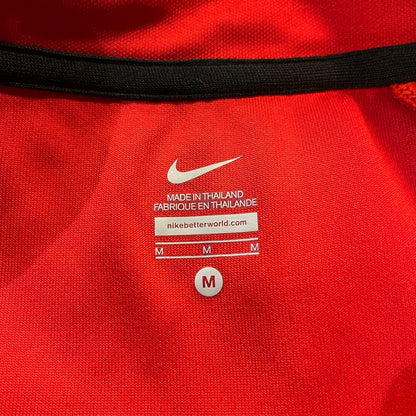 MADE IN THAILAND
FABRIQUE EN THAILANDE
nikebetterworld.com
M M M
M